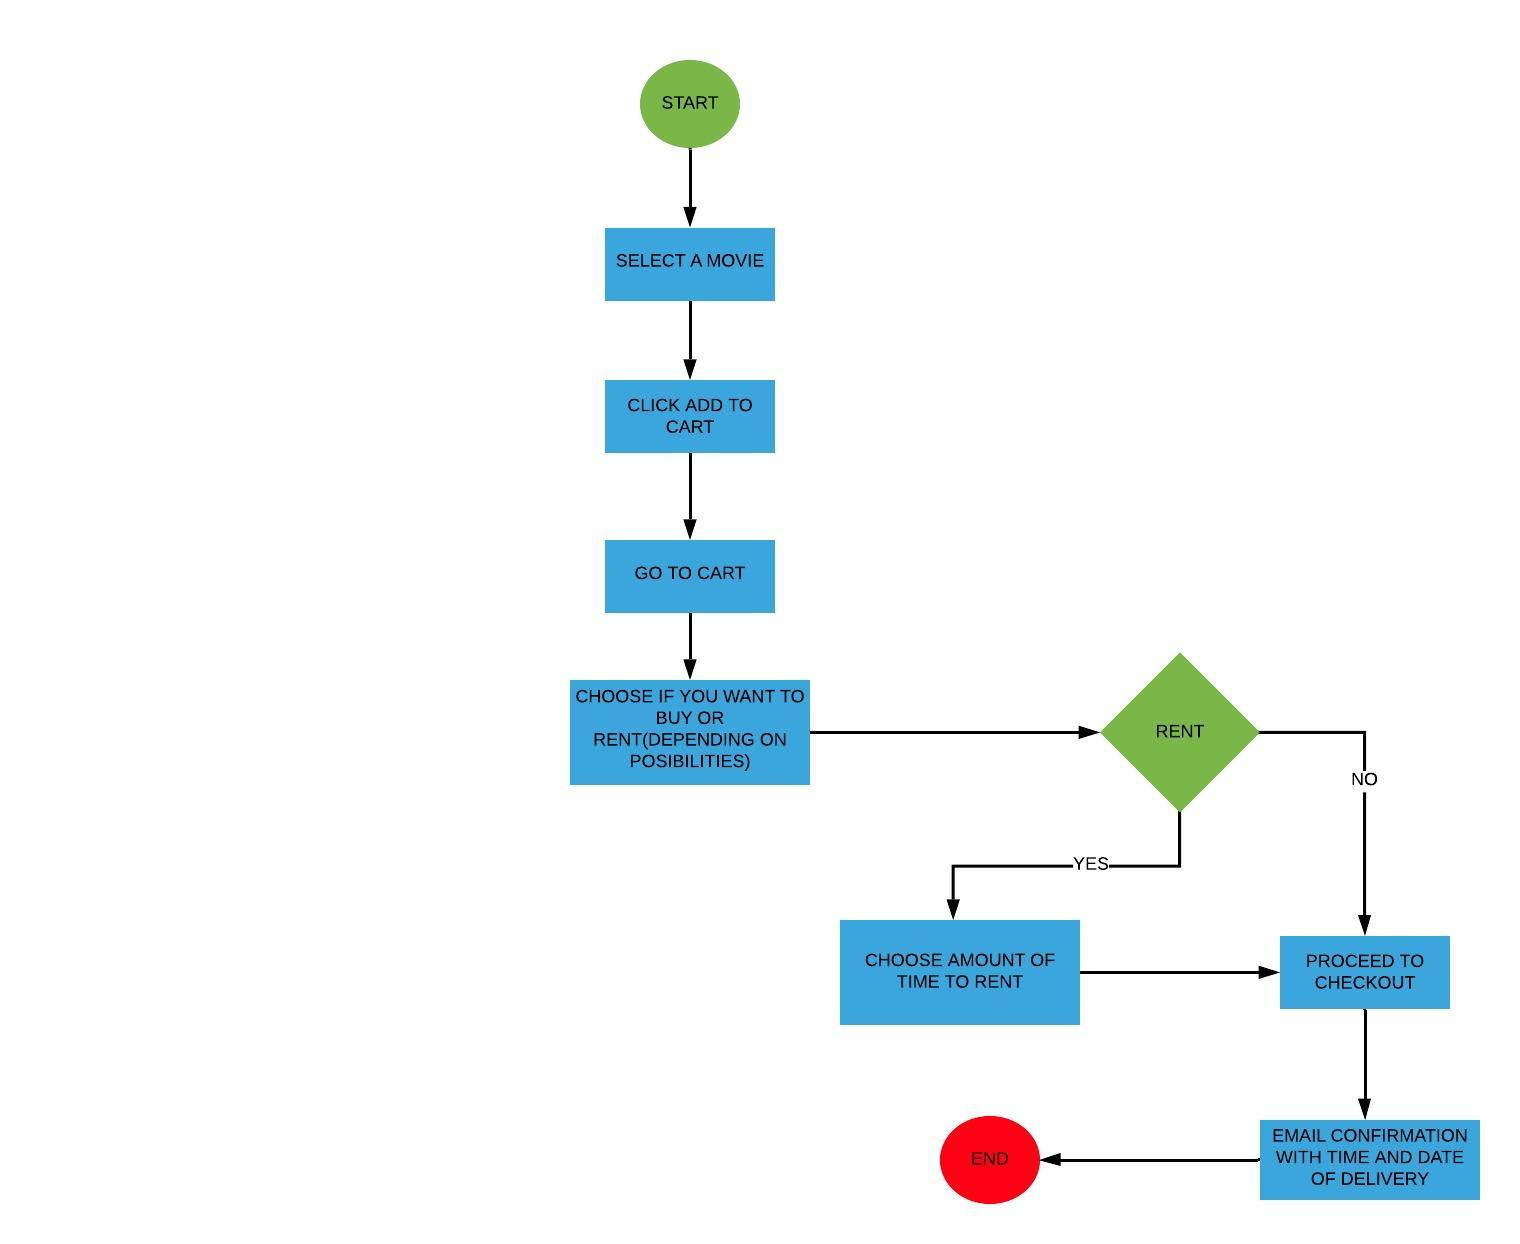 START
SELECT A MOVIE
CLICK ADD TO
CART
GO TO CART
CHOOSE IF YOU WANT TO
BUY OR
RENT(DEPENDING ON
POSIBILITIES)
RENT
NO
YES
CHOOSE AMOUNT OF
TIME TO RENT
PROCEED TO
CHECKOUT
EMAIL CONFIRMATION
WITH TIME AND DATE
OF DELIVERY
END